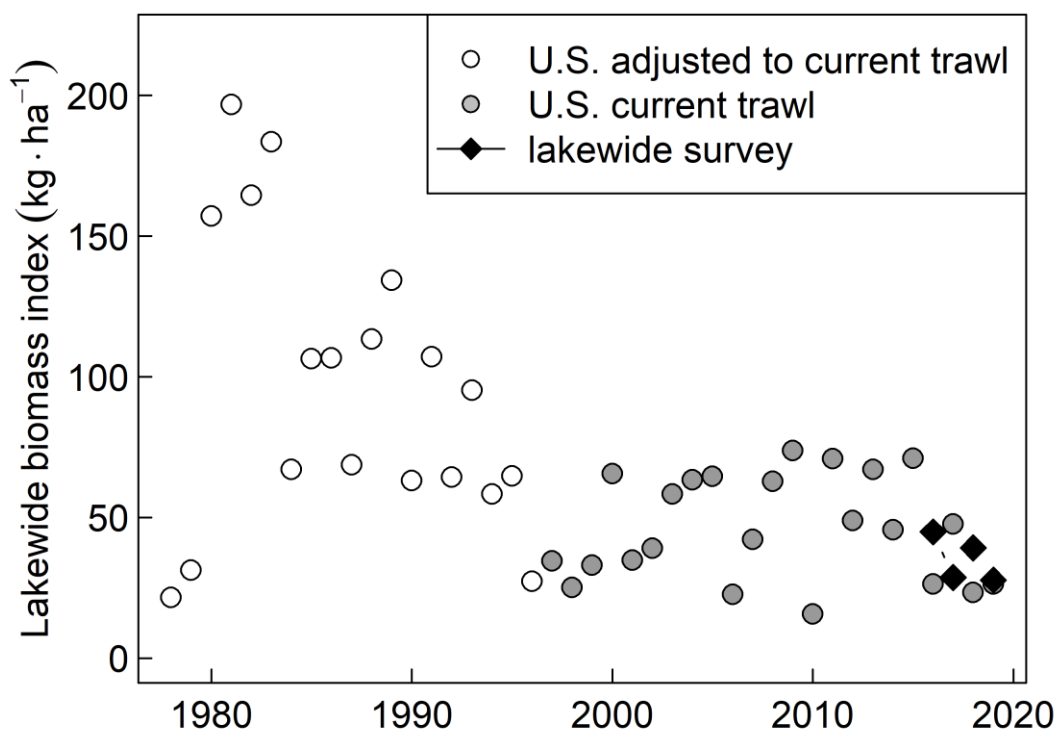 U.S. adjusted to current trawl
U.S. current trawl
lakewide survey
Lakewide biomass index (kg · ha⁻¹)
200
150
100
50
0
1980 1990 2000 2010 2020